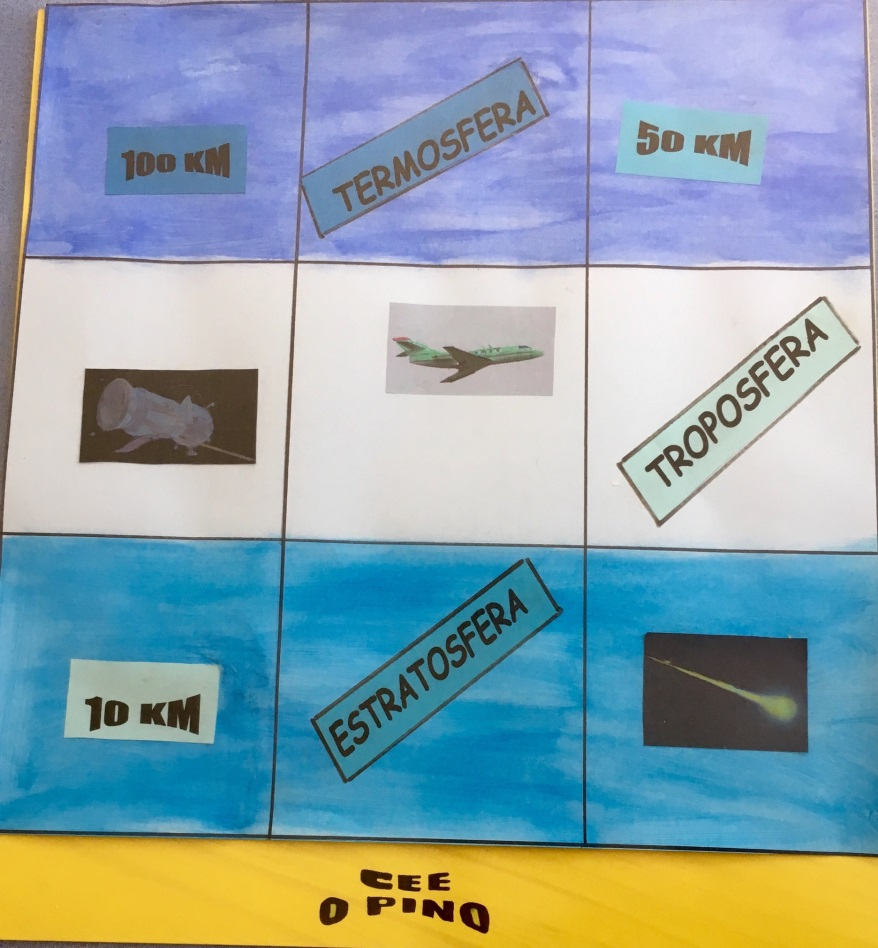 100 KM
TERMOSFERA
50 KM
TROPOSFERA
10 KM
ESTRATOSFERA
CEE
O PINO